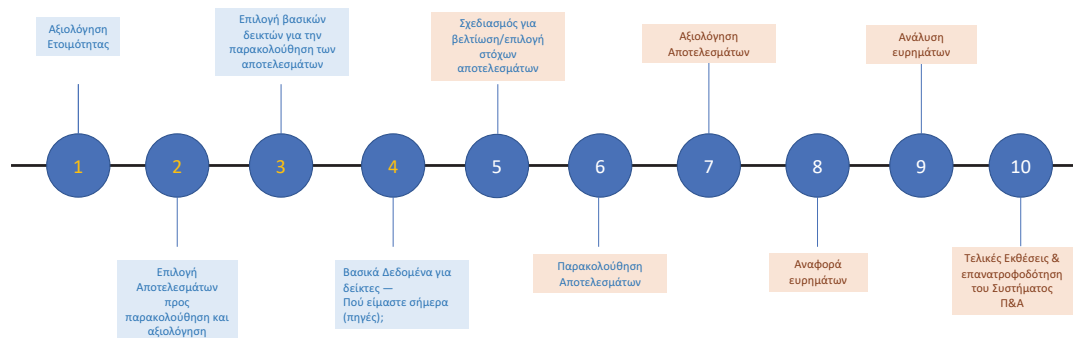 Αξιολόγηση
Ετοιμότητας
Επιλογή βασικών
δεικτών για την
παρακολούθηση των
αποτελεσμάτων
Σχεδιασμός για
βελτίωση/επιλογή
στόχων
αποτελεσμάτων
Αξιολόγηση
Αποτελεσμάτων
Ανάλυση
ευρημάτων
1
2
3
4
5
6
7
8
9
10
Επιλογή
Αποτελεσμάτων
προς
παρακολούθηση και
αξιολόγηση
Βασικά Δεδομένα για
δείκτες —
Πού είμαστε σήμερα
(πηγές);
Παρακολούθηση
Αποτελεσμάτων
Αναφορά
ευρημάτων
Τελικές Εκθέσεις &
επανατροφοδότηση
του Συστήματος
Π&Α